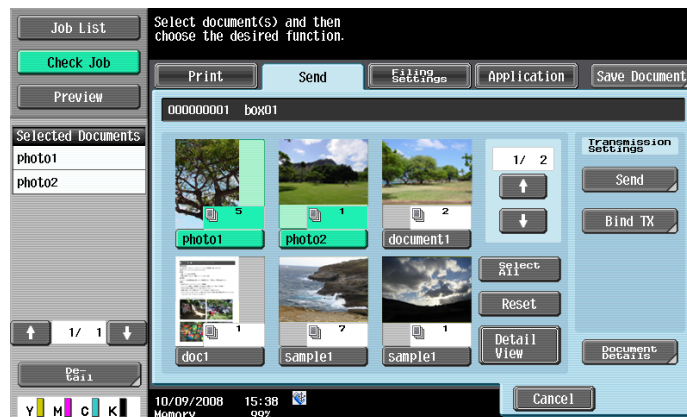 Job List
Check Job
Preview
Selected Documents
photo1
photo2
1/ 1
De-
tail
Y M C K
Select document(s) and then
choose the desired function.
Print
Send
Filing
Settings
Application
Save Document
000000001 box01
5
photo1
1
photo2
2
document1
1
doc1
7
sample1
1
sample1
1/ 2
Select
All
Reset
Detail
View
Transmission
Settings
Send
Bind TX
Document
Details
10/09/2008 15:38
Memory 99%
Cancel